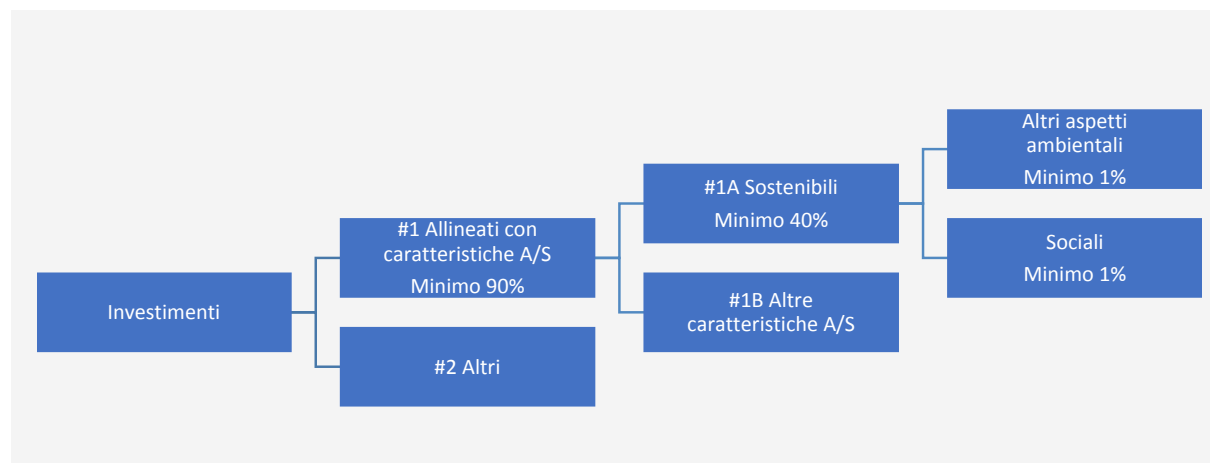 Investimenti
#1 Allineati con
caratteristiche A/S
Minimo 90%
#2 Altri
#1A Sostenibili
Minimo 40%
#1B Altre
caratteristiche A/S
Altri aspetti
ambientali
Minimo 1%
Sociali
Minimo 1%